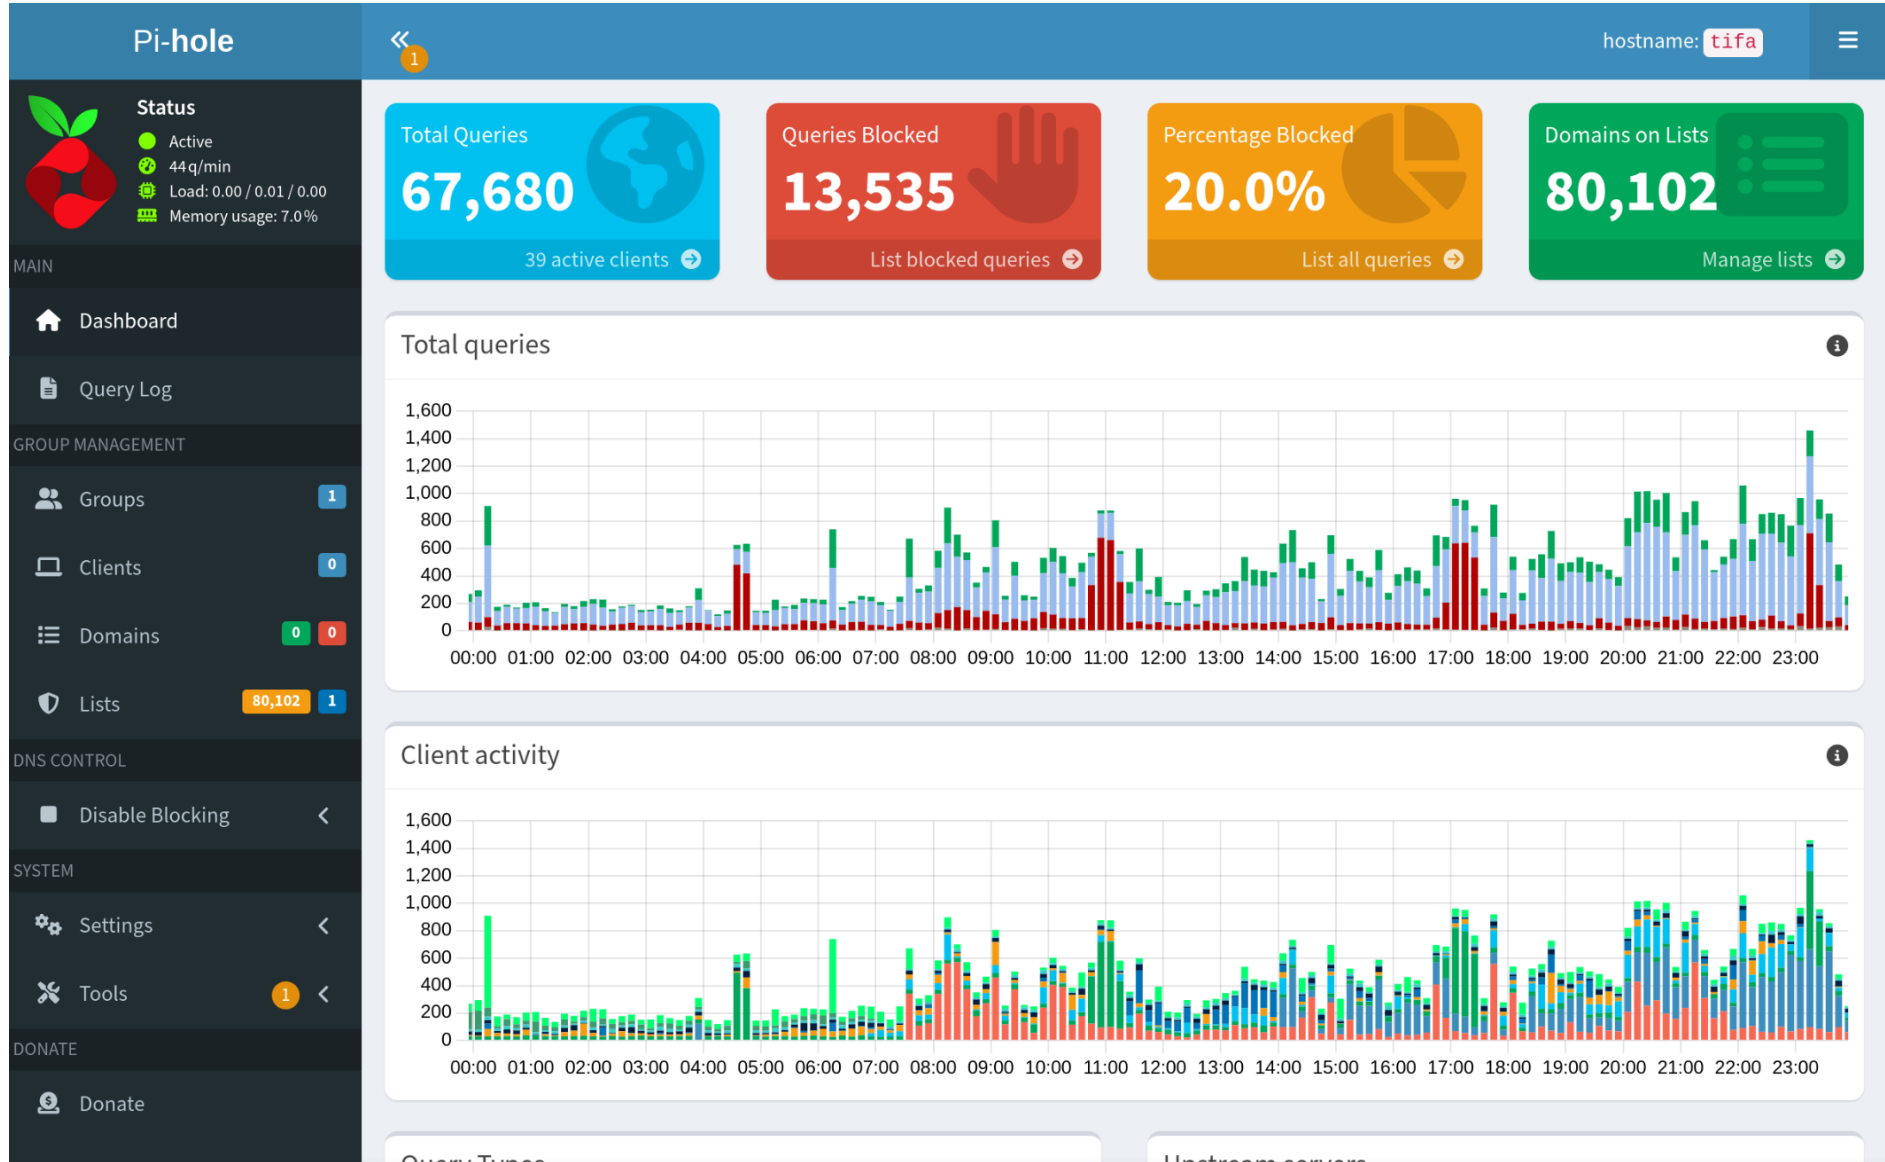 Pi-hole
1
hostname: tifa
Status
Active
44 q/min
Load: 0.00 / 0.01 / 0.00
Memory usage: 7.0 %
MAIN
Dashboard
Query Log
GROUP MANAGEMENT
Groups 1
Clients 0
Domains 0 0
Lists 80,102 1
DNS CONTROL
Disable Blocking
SYSTEM
Settings
Tools 1
DONATE
Donate
Total Queries
67,680
39 active clients
Queries Blocked
13,535
List blocked queries
Percentage Blocked
20.0%
List all queries
Domains on Lists
80,102
Manage lists
Total queries
1,600
1,400
1,200
1,000
800
600
400
200
0
00:00 01:00 02:00 03:00 04:00 05:00 06:00 07:00 08:00 09:00 10:00 11:00 12:00 13:00 14:00 15:00 16:00 17:00 18:00 19:00 20:00 21:00 22:00 23:00
Client activity
1,600
1,400
1,200
1,000
800
600
400
200
0
00:00 01:00 02:00 03:00 04:00 05:00 06:00 07:00 08:00 09:00 10:00 11:00 12:00 13:00 14:00 15:00 16:00 17:00 18:00 19:00 20:00 21:00 22:00 23:00
Query Types
Upstream servers